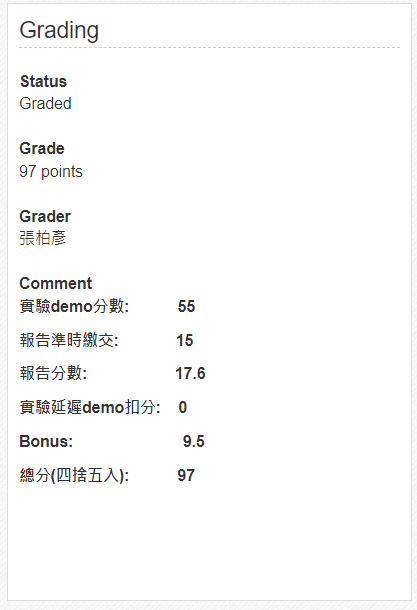 Grading
Status
Graded
Grade
97 points
Grader
張柏彥
Comment
實驗demo分數: 55
報告準時繳交: 15
報告分數: 17.6
實驗延遲demo扣分: 0
Bonus: 9.5
總分(四捨五入): 97